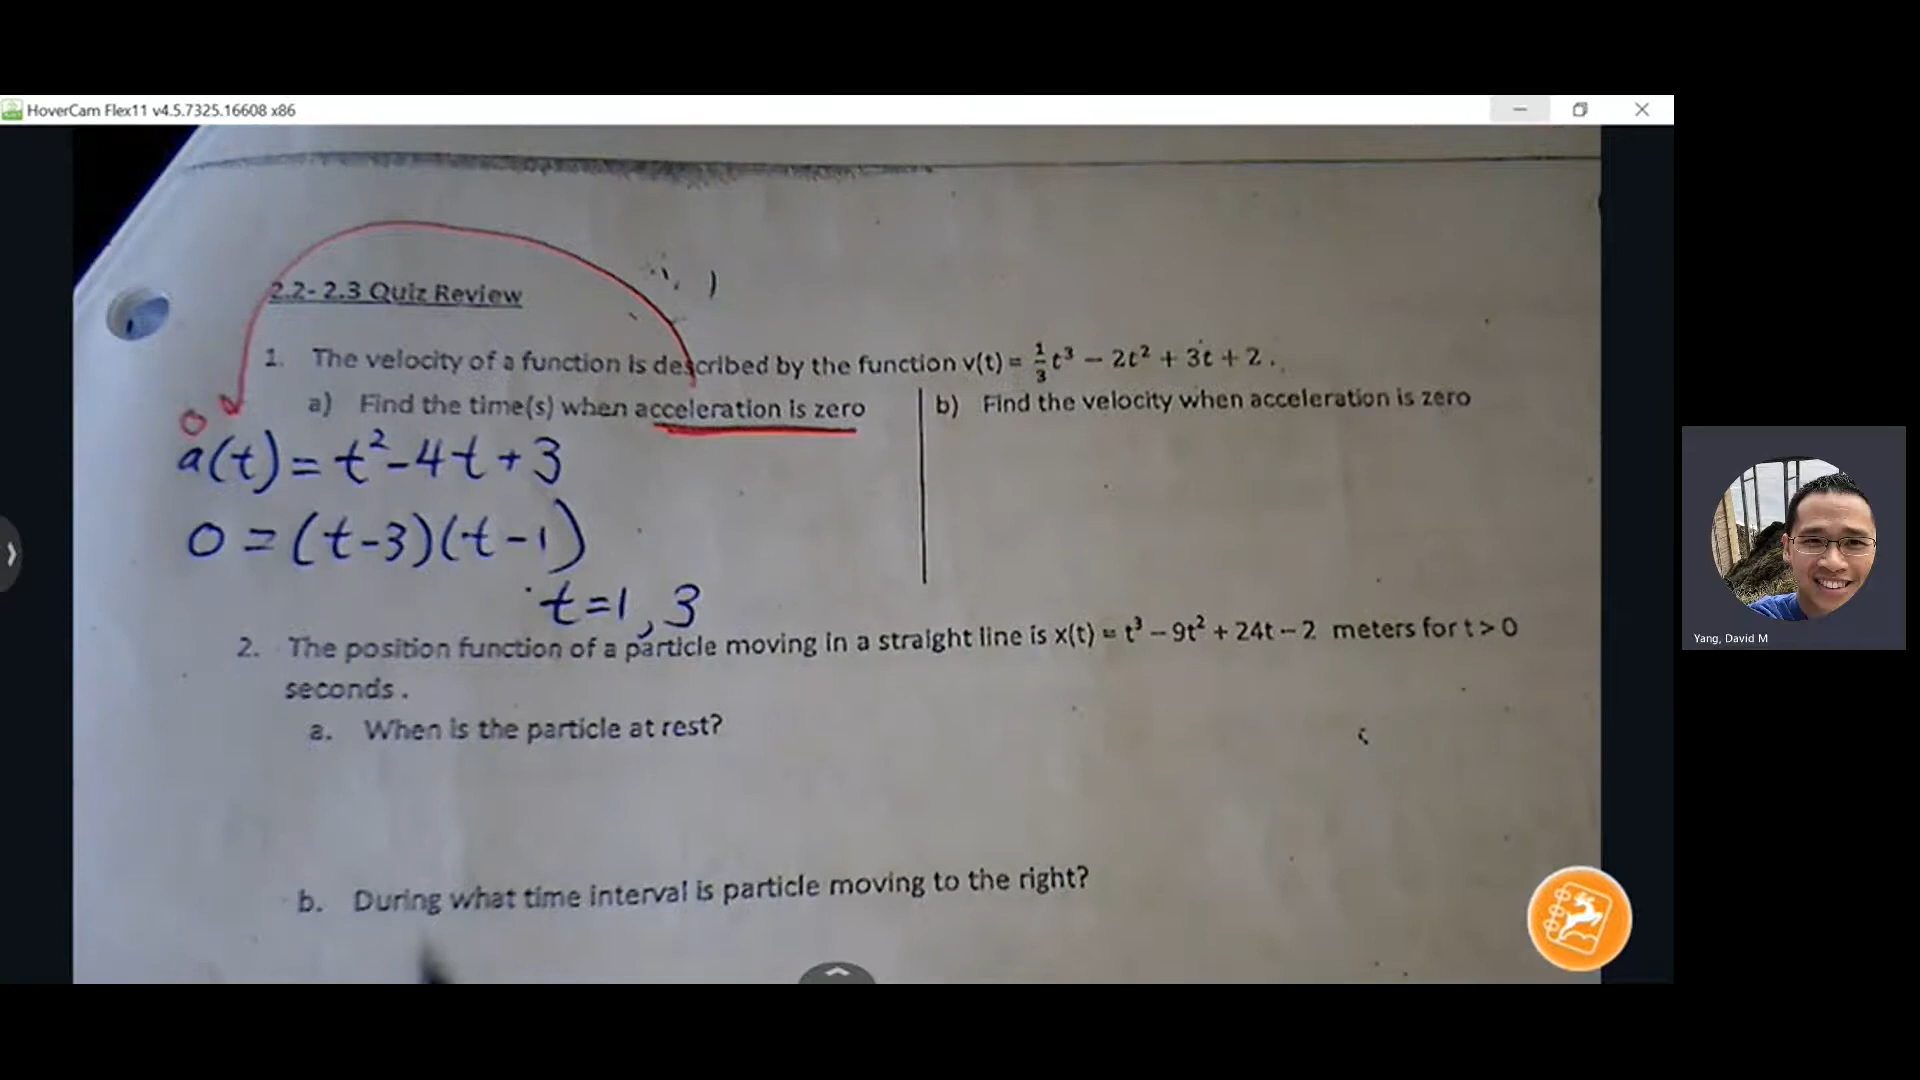 HoverCam Flex11 v4.5.7325.16608 x86
2.2- 2.3 Quiz Review
1. The velocity of a function is described by the function v(t) = 1/3 t³ − 2t² + 3t + 2 .
a) Find the time(s) when acceleration is zero
b) Find the velocity when acceleration is zero
0
a(t) = t² - 4t + 3
0 = (t-3)(t-1)
t=1, 3
2. The position function of a particle moving in a straight line is x(t) = t³ − 9t² + 24t − 2 meters for t > 0
seconds .
a. When is the particle at rest?
b. During what time interval is particle moving to the right?
Yang, David M